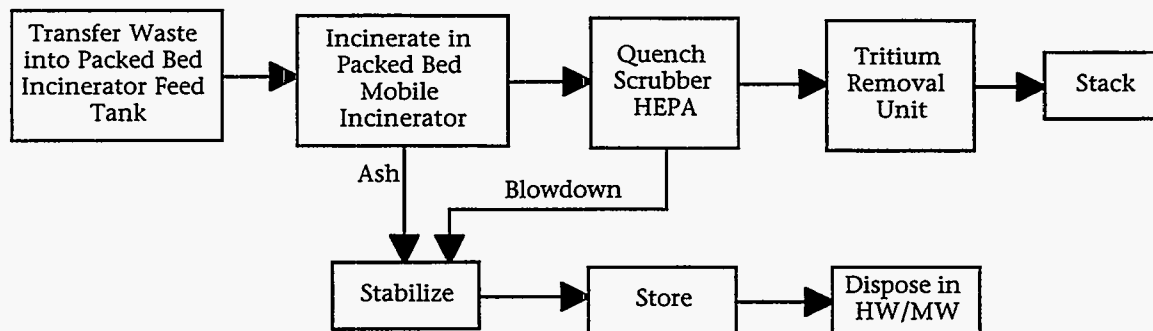 Transfer Waste
into Packed Bed
Incinerator Feed
Tank
Incinerate in
Packed Bed
Mobile
Incinerator
Quench
Scrubber
HEPA
Tritium
Removal
Unit
Stack
Ash
Blowdown
Stabilize
Store
Dispose in
HW/MW